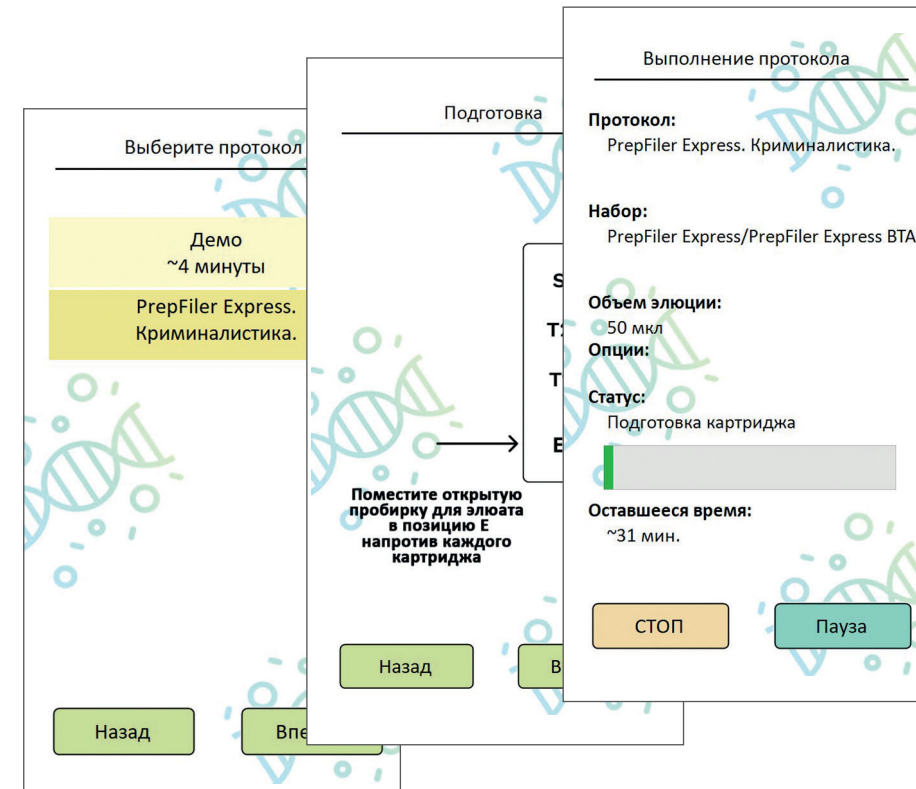 Выберите протокол
Демо
~4 минуты
PrepFiler Express.
Криминалистика.
Назад
Впе
Подготовка
S
T
T
E
Поместите открытую
пробирку для элюата
в позицию E
напротив каждого
картриджа
Назад
В
Выполнение протокола
Протокол:
PrepFiler Express. Криминалистика.
Набор:
PrepFiler Express/PrepFiler Express BTA
Объем элюции:
50 мкл
Опции:
Статус:
Подготовка картриджа
Оставшееся время:
~31 мин.
СТОП
Пауза